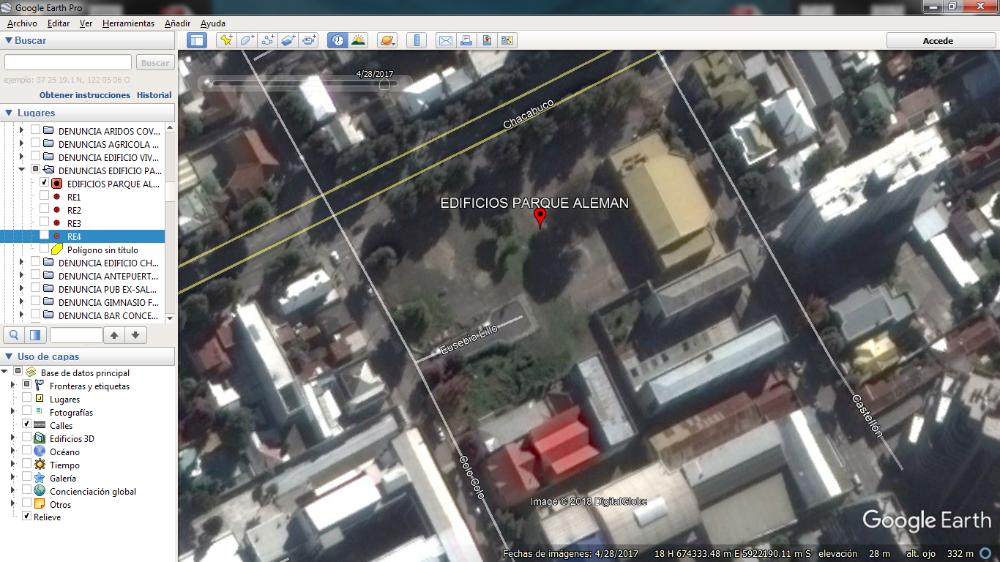 Google Earth Pro
Archivo Editar Ver Herramientas Añadir Ayuda
Buscar
Buscar
ejemplo: 37 25 19.1 N, 122 05 06 O
Obtener instrucciones Historial
Lugares
DENUNCIA ARIDOS COV...
DENUNCIAS AGRICOLA ...
DENUNCIA EDIFICIO VIV...
DENUNCIAS EDIFICIO PA...
EDIFICIOS PARQUE AL...
RE1
RE2
RE3
RE4
Polígono sin título
DENUNCIA EDIFICIO CH...
DENUNCIA ANTEPUERT...
DENUNCIA PUB EX-SAL...
DENUNCIA GIMNASIO F...
DENUNCIA BAR CONCE...
Uso de capas
Base de datos principal
Fronteras y etiquetas
Lugares
Fotografías
Calles
Edificios 3D
Océano
Tiempo
Galería
Concienciación global
Otros
Relieve
Accede
4/28/2017
Chacabuco
EDIFICIOS PARQUE ALEMAN
Eusebio Lillo
Castellón
Colo Colo
Image © 2018 DigitalGlobe
Google Earth
Fechas de imágenes: 4/28/2017 18 H 674333.48 m E 5922190.11 m S elevación 28 m alt. ojo 332 m